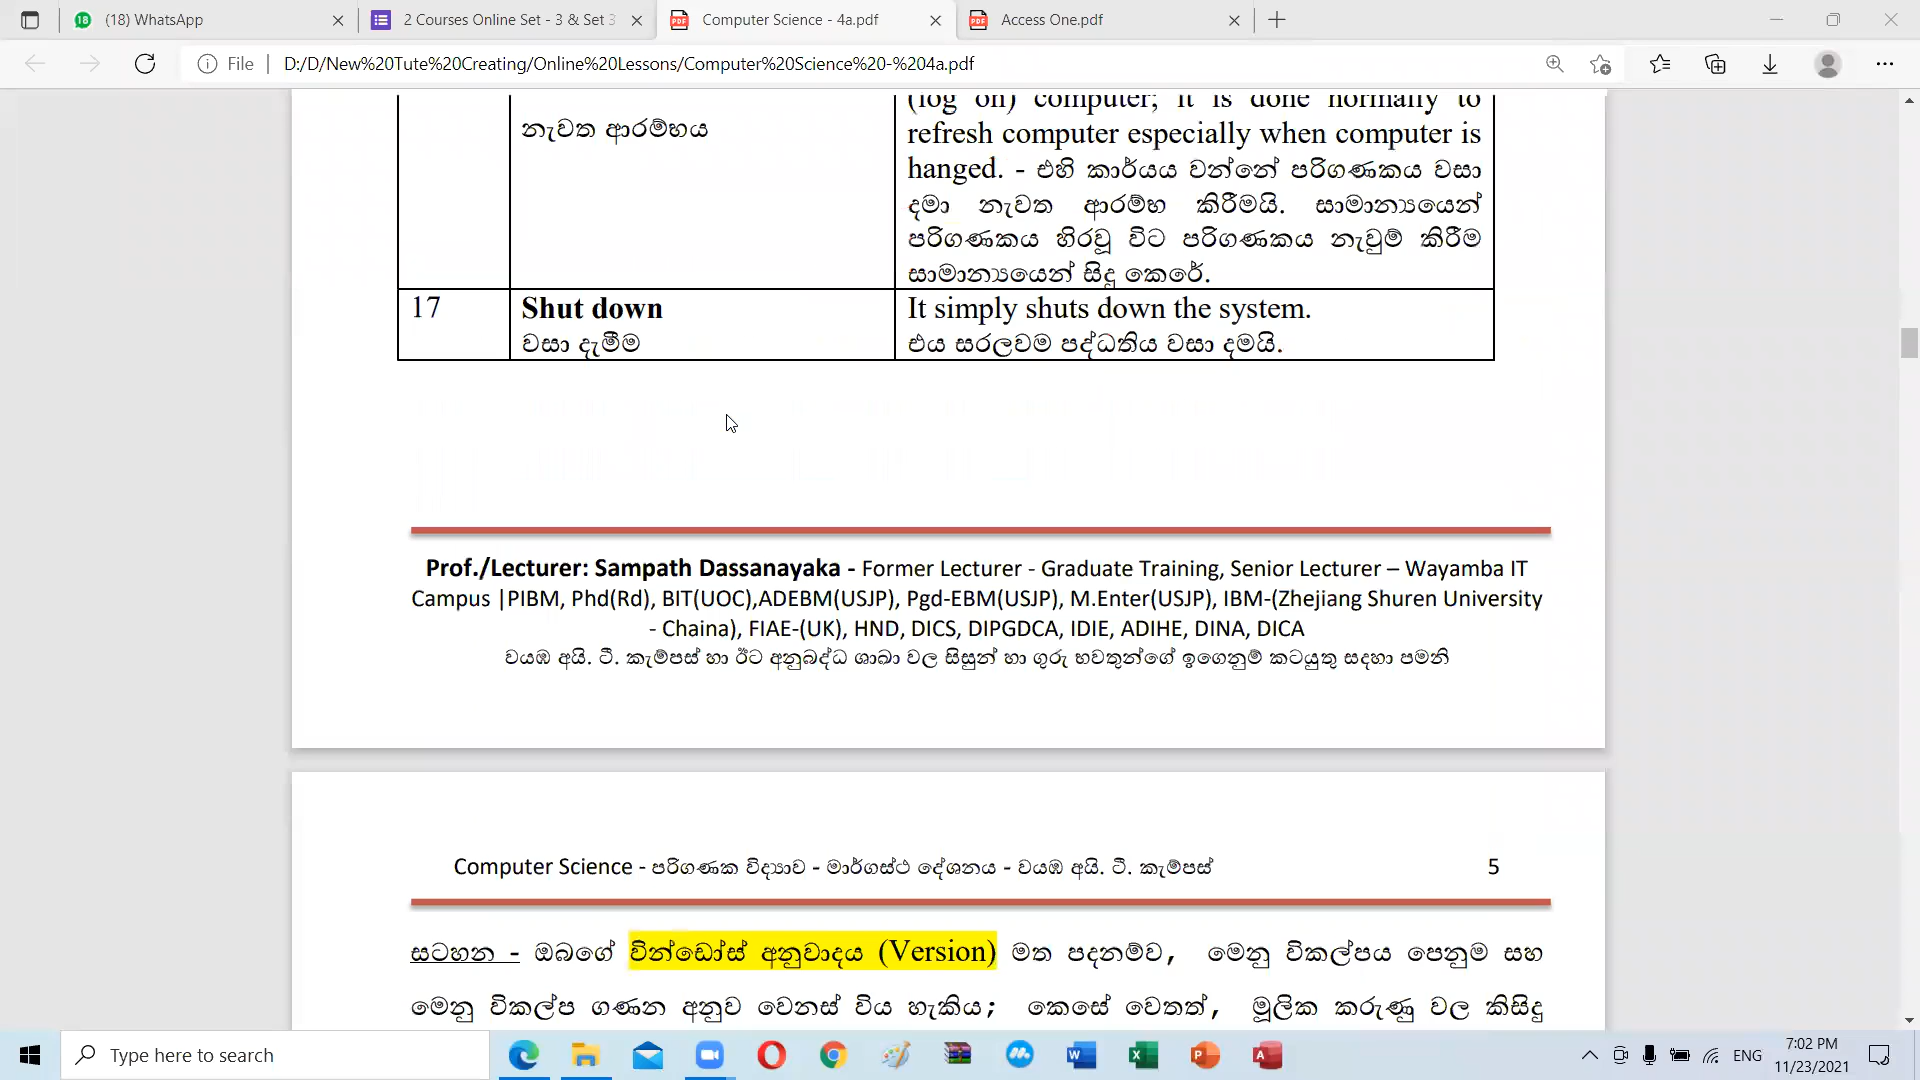 (18) WhatsApp
2 Courses Online Set - 3 & Set 3
Computer Science - 4a.pdf
Access One.pdf
File
D:/D/New%20Tute%20Creating/Online%20Lessons/Computer%20Science%20-%204a.pdf
(log on) computer; it is done normally to
නැවත ආරම්භය
refresh computer especially when computer is
hanged. - එහි කාර්යය වන්නේ පරිගණකය වසා
දමා නැවත ආරම්භ කිරීමයි. සාමාන්‍යයෙන්
පරිගණකය හිරවූ විට පරිගණකය නැවුම් කිරීම
සාමාන්‍යයෙන් සිදු කෙරේ.
17
Shut down
වසා දැමීම
It simply shuts down the system.
එය සරලවම පද්ධතිය වසා දමයි.
Prof./Lecturer: Sampath Dassanayaka - Former Lecturer - Graduate Training, Senior Lecturer – Wayamba IT
Campus |PIBM, Phd(Rd), BIT(UOC),ADEBM(USJP), Pgd-EBM(USJP), M.Enter(USJP), IBM-(Zhejiang Shuren University
- Chaina), FIAE-(UK), HND, DICS, DIPGDCA, IDIE, ADIHE, DINA, DICA
වයඹ අයි. ටී. කැම්පස් හා ඊට අනුබද්ධ ශාඛා වල සිසුන් හා ගුරු භවතුන්ගේ ඉගෙනුම් කටයුතු සදහා පමනි
Computer Science - පරිගණක විද්‍යාව - මාර්ගස්ථ දේශනය - වයඹ අයි. ටී. කැම්පස්
5
සටහන - ඔබගේ වින්ඩෝස් අනුවාදය (Version) මත පදනම්ව, මෙනු විකල්පය පෙනුම සහ
මෙනු විකල්ප ගණන අනුව වෙනස් විය හැකිය; කෙසේ වෙතත්, මූලික කරුණු වල කිසිදු
Type here to search
ENG
7:02 PM
11/23/2021